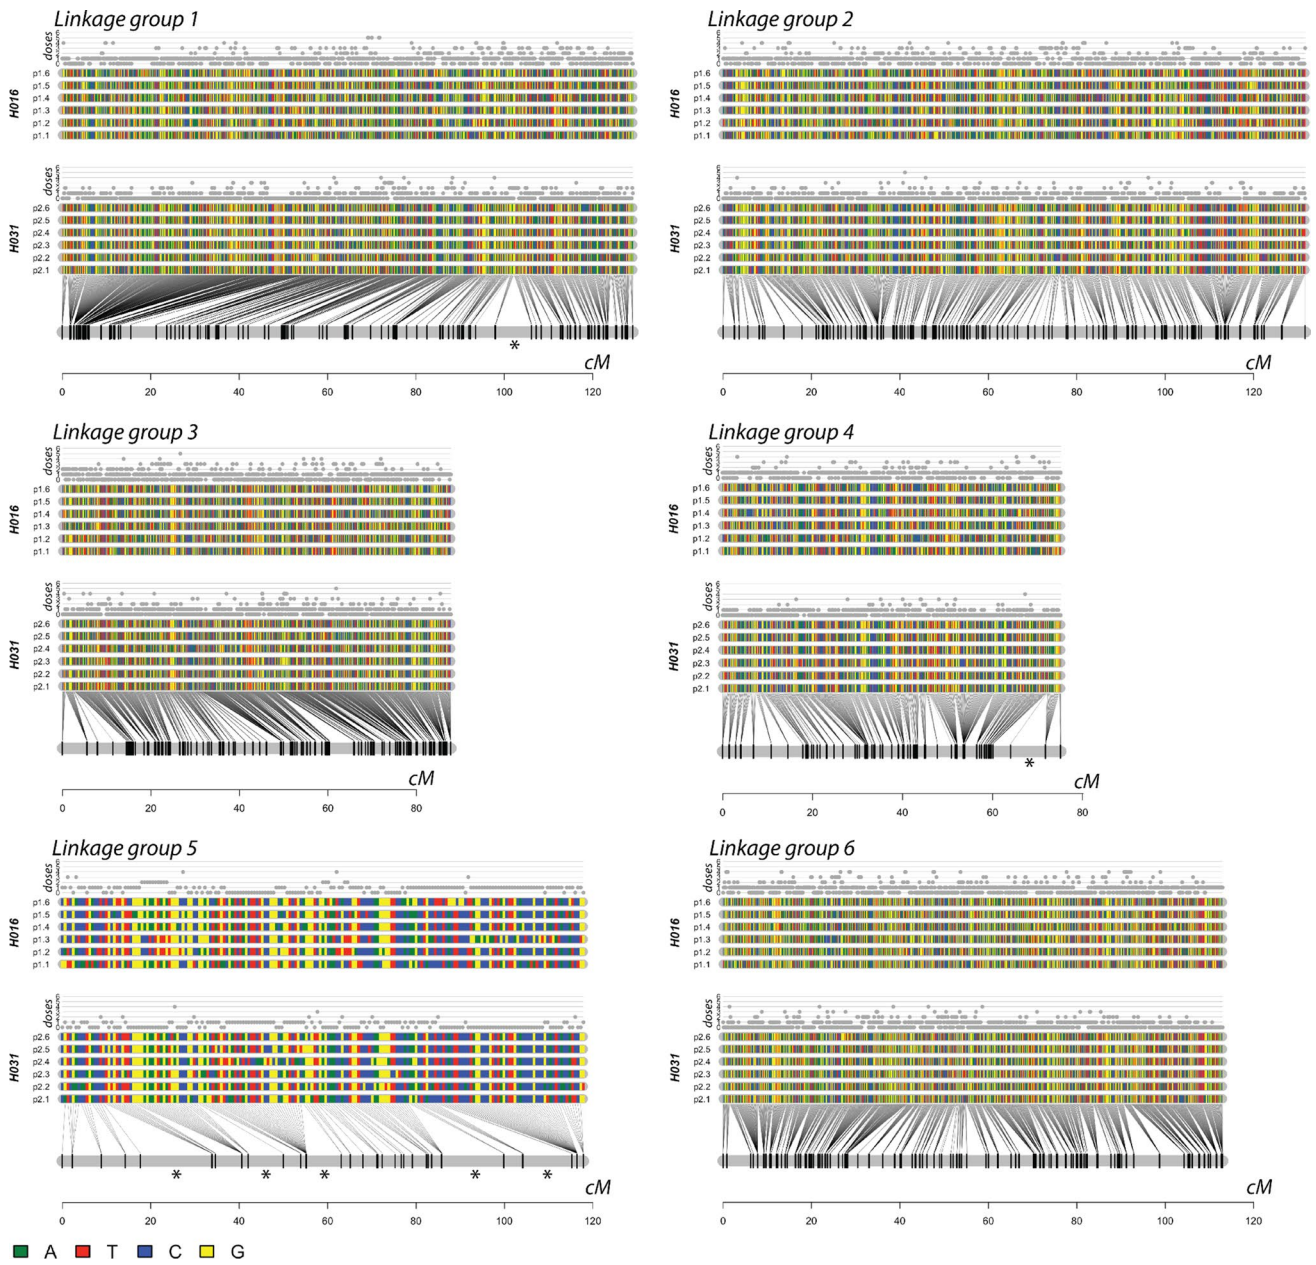 Linkage group 1
doses
6
H016
p1.6
p1.5
p1.4
p1.3
p1.2
p1.1
doses
6
H031
p2.6
p2.5
p2.4
p2.3
p2.2
p2.1
*
cM
0 20 40 60 80 100 120
Linkage group 2
doses
6
H016
p1.6
p1.5
p1.4
p1.3
p1.2
p1.1
doses
6
H031
p2.6
p2.5
p2.4
p2.3
p2.2
p2.1
cM
0 20 40 60 80 100 120
Linkage group 3
doses
6
H016
p1.6
p1.5
p1.4
p1.3
p1.2
p1.1
doses
6
H031
p2.6
p2.5
p2.4
p2.3
p2.2
p2.1
cM
0 20 40 60 80
Linkage group 4
doses
6
H016
p1.6
p1.5
p1.4
p1.3
p1.2
p1.1
doses
6
H031
p2.6
p2.5
p2.4
p2.3
p2.2
p2.1
*
cM
0 20 40 60 80
Linkage group 5
doses
6
H016
p1.6
p1.5
p1.4
p1.3
p1.2
p1.1
doses
6
H031
p2.6
p2.5
p2.4
p2.3
p2.2
p2.1
* * * * *
cM
0 20 40 60 80 100 120
Linkage group 6
doses
6
H016
p1.6
p1.5
p1.4
p1.3
p1.2
p1.1
doses
6
H031
p2.6
p2.5
p2.4
p2.3
p2.2
p2.1
cM
0 20 40 60 80 100 120
A T C G